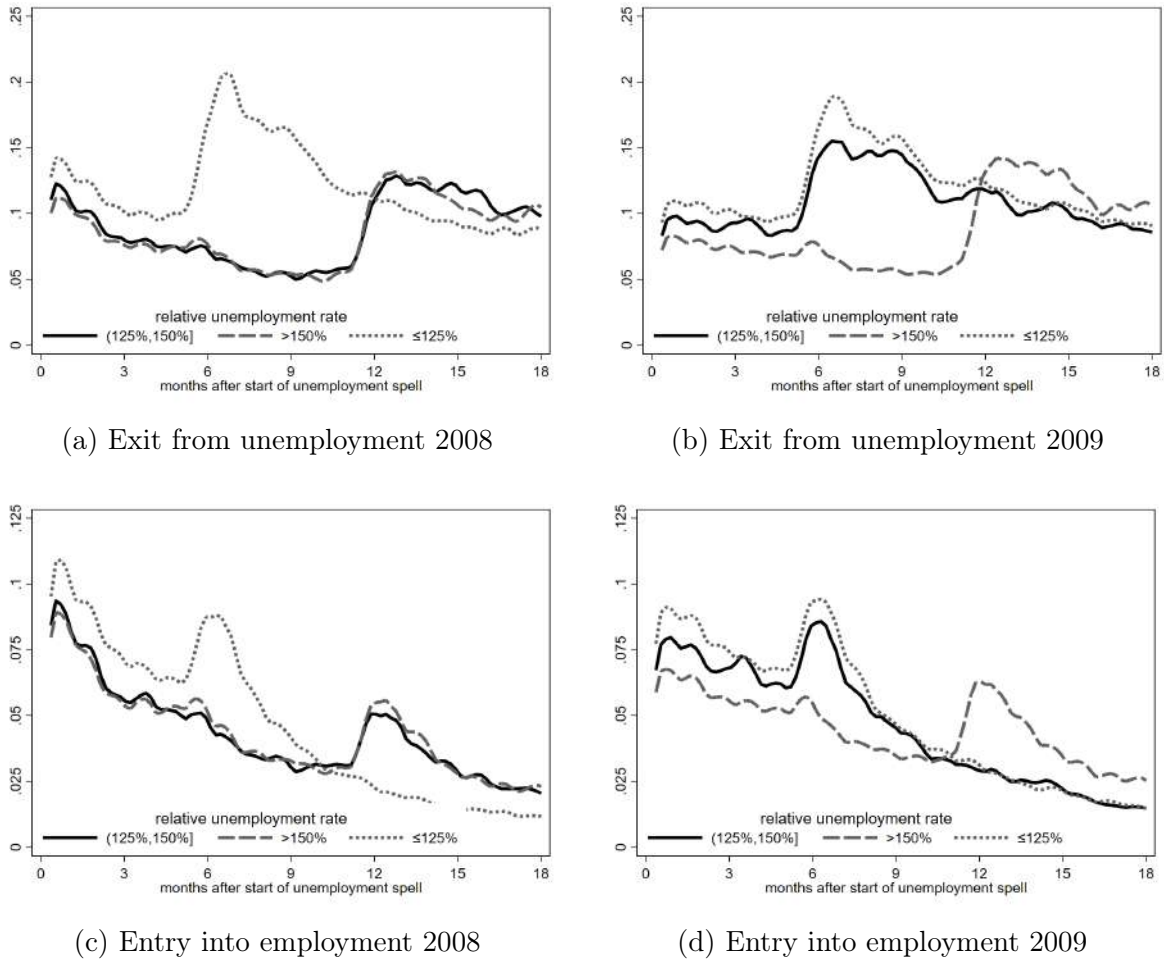 .25
.2
.15
.1
.05
0
relative unemployment rate
(125%,150%] >150% ≤125%
0 3 6 9 12 15 18
months after start of unemployment spell
(a) Exit from unemployment 2008
.25
.2
.15
.1
.05
0
relative unemployment rate
(125%,150%] >150% ≤125%
0 3 6 9 12 15 18
months after start of unemployment spell
(b) Exit from unemployment 2009
.125
.1
.075
.05
.025
0
relative unemployment rate
(125%,150%] >150% ≤125%
0 3 6 9 12 15 18
months after start of unemployment spell
(c) Entry into employment 2008
.125
.1
.075
.05
.025
0
relative unemployment rate
(125%,150%] >150% ≤125%
0 3 6 9 12 15 18
months after start of unemployment spell
(d) Entry into employment 2009